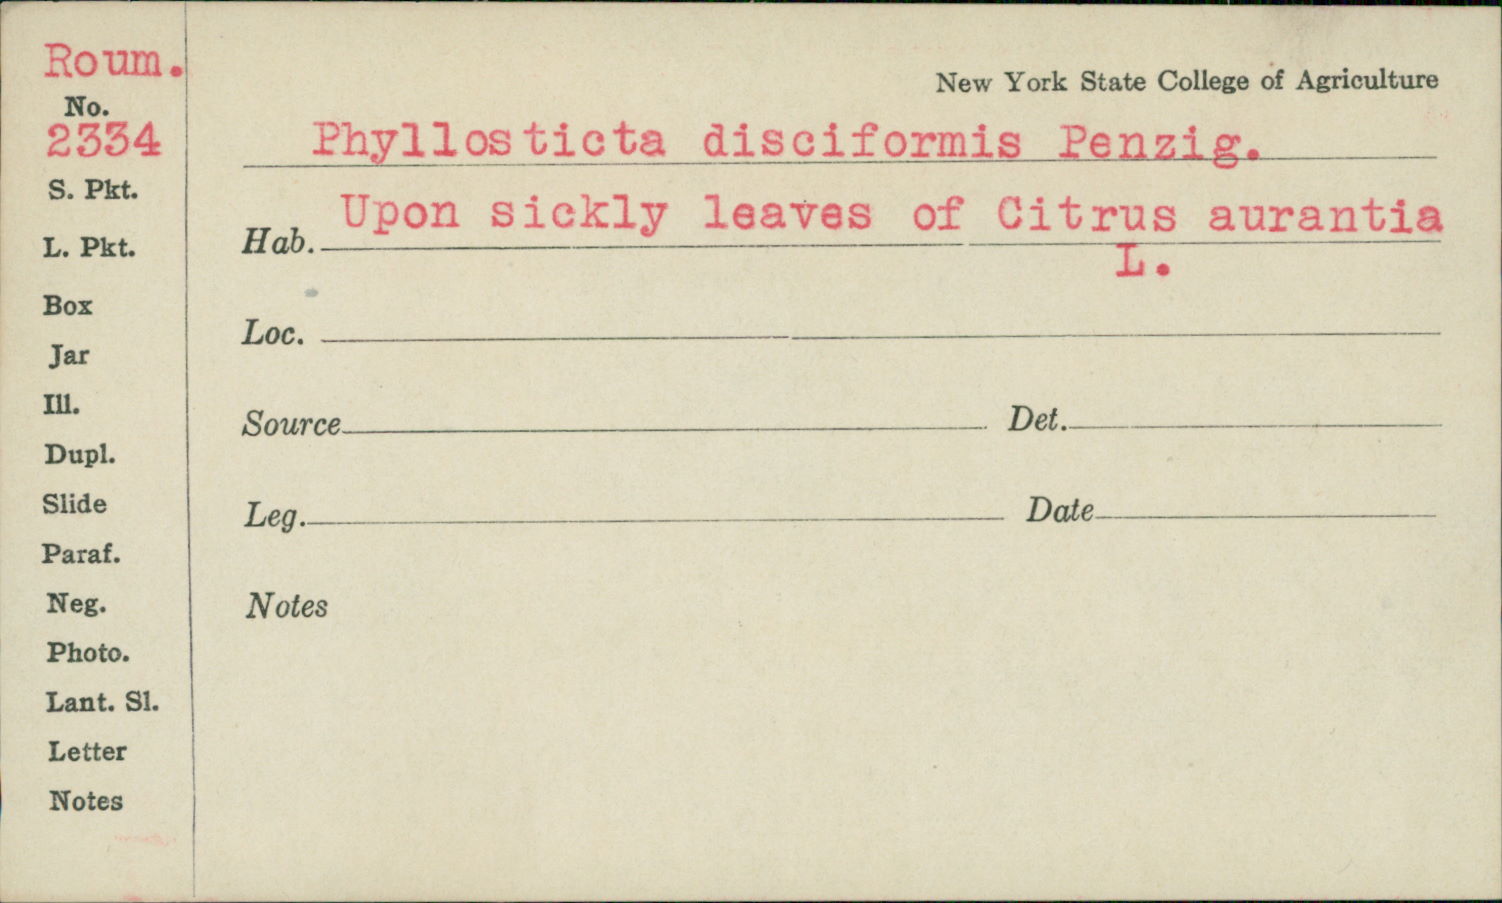 Roum.
No.
2334
S. Pkt.
L. Pkt.
Box
Jar
Ill.
Dupl.
Slide
Paraf.
Neg.
Photo.
Lant. Sl.
Letter
Notes
New York State College of Agriculture
Phyllosticta disciformis Penzig.
Hab. Upon sickly leaves of Citrus aurantia
L.
Loc.
Source Det.
Leg. Date
Notes